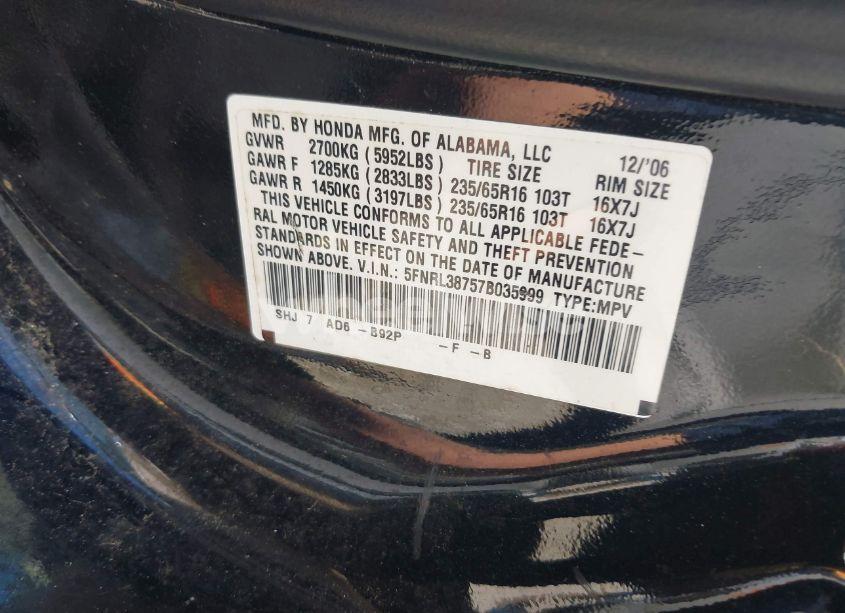 MFD. BY HONDA MFG. OF ALABAMA, LLC 12/'06
GVWR 2700KG (5952LBS) TIRE SIZE RIM SIZE
GAWR F 1285KG (2833LBS) 235/65R16 103T 16X7J
GAWR R 1450KG (3197LBS) 235/65R16 103T 16X7J
THIS VEHICLE CONFORMS TO ALL APPLICABLE FEDE-
RAL MOTOR VEHICLE SAFETY AND THEFT PREVENTION
STANDARDS IN EFFECT ON THE DATE OF MANUFACTURE
SHOWN ABOVE. V.I.N.: 5FNRL38757B035999 TYPE:MPV
SHJ 7 AD6 -B92P -F -B